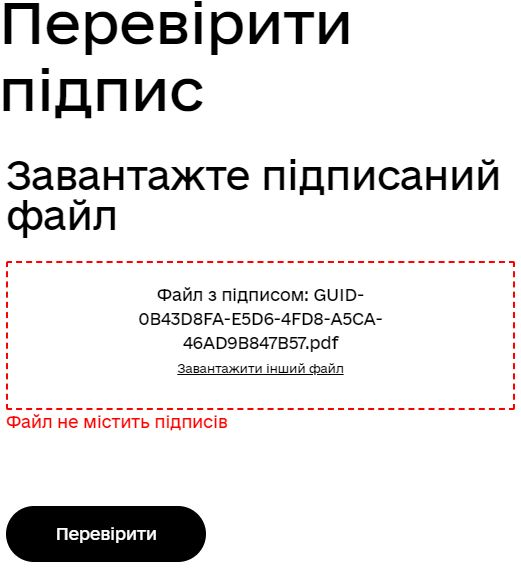 Перевірити
підпис
Завантажте підписаний
файл
Файл з підписом: GUID-
0B43D8FA-E5D6-4FD8-A5CA-
46AD9B847B57.pdf
Завантажити інший файл
Файл не містить підписів
Перевірити